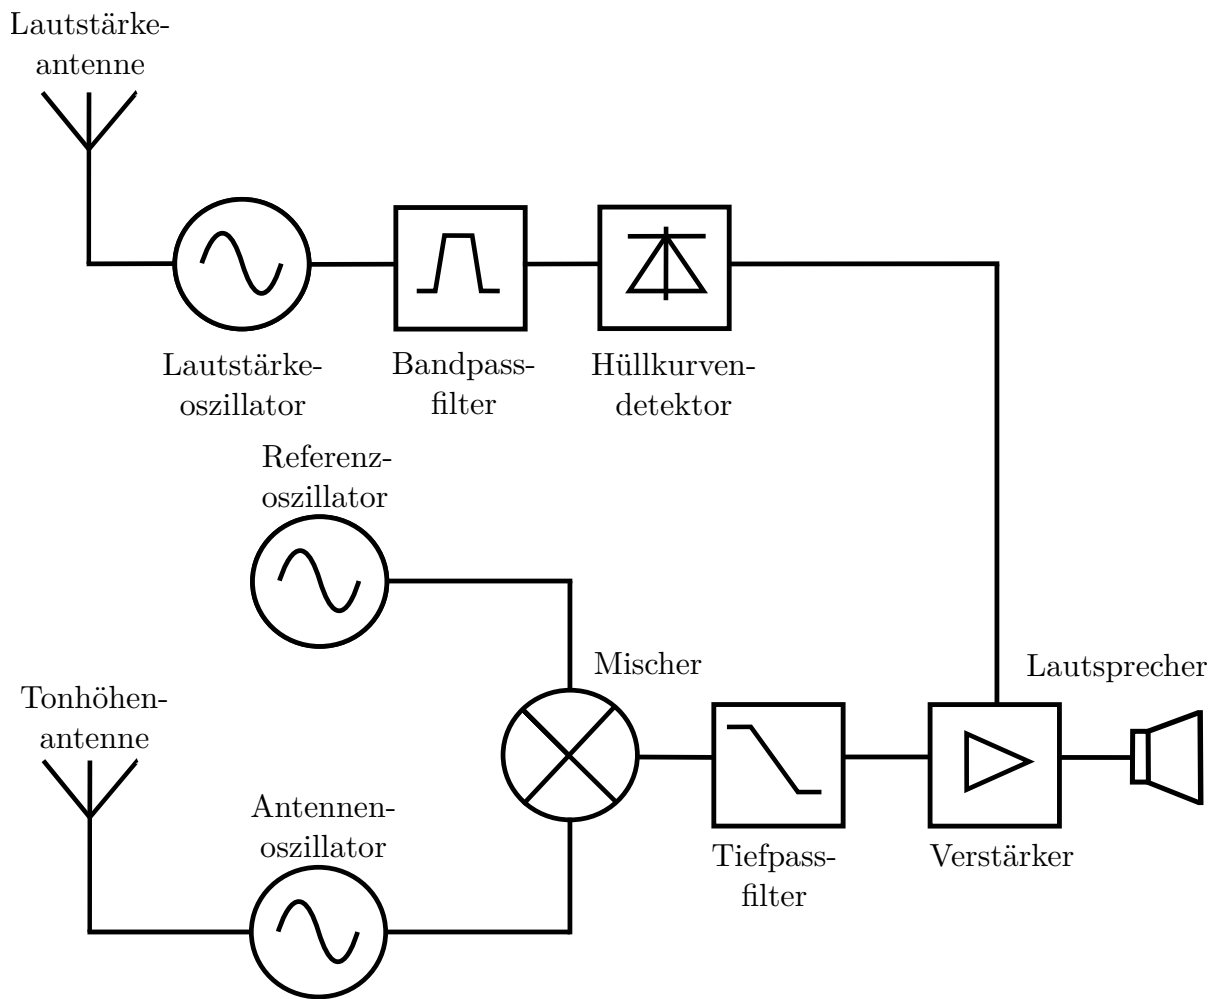 Lautstärke-
antenne
Lautstärke-
oszillator
Bandpass-
filter
Hüllkurven-
detektor
Referenz-
oszillator
Mischer
Lautsprecher
Tonhöhen-
antenne
Antennen-
oszillator
Tiefpass-
filter
Verstärker